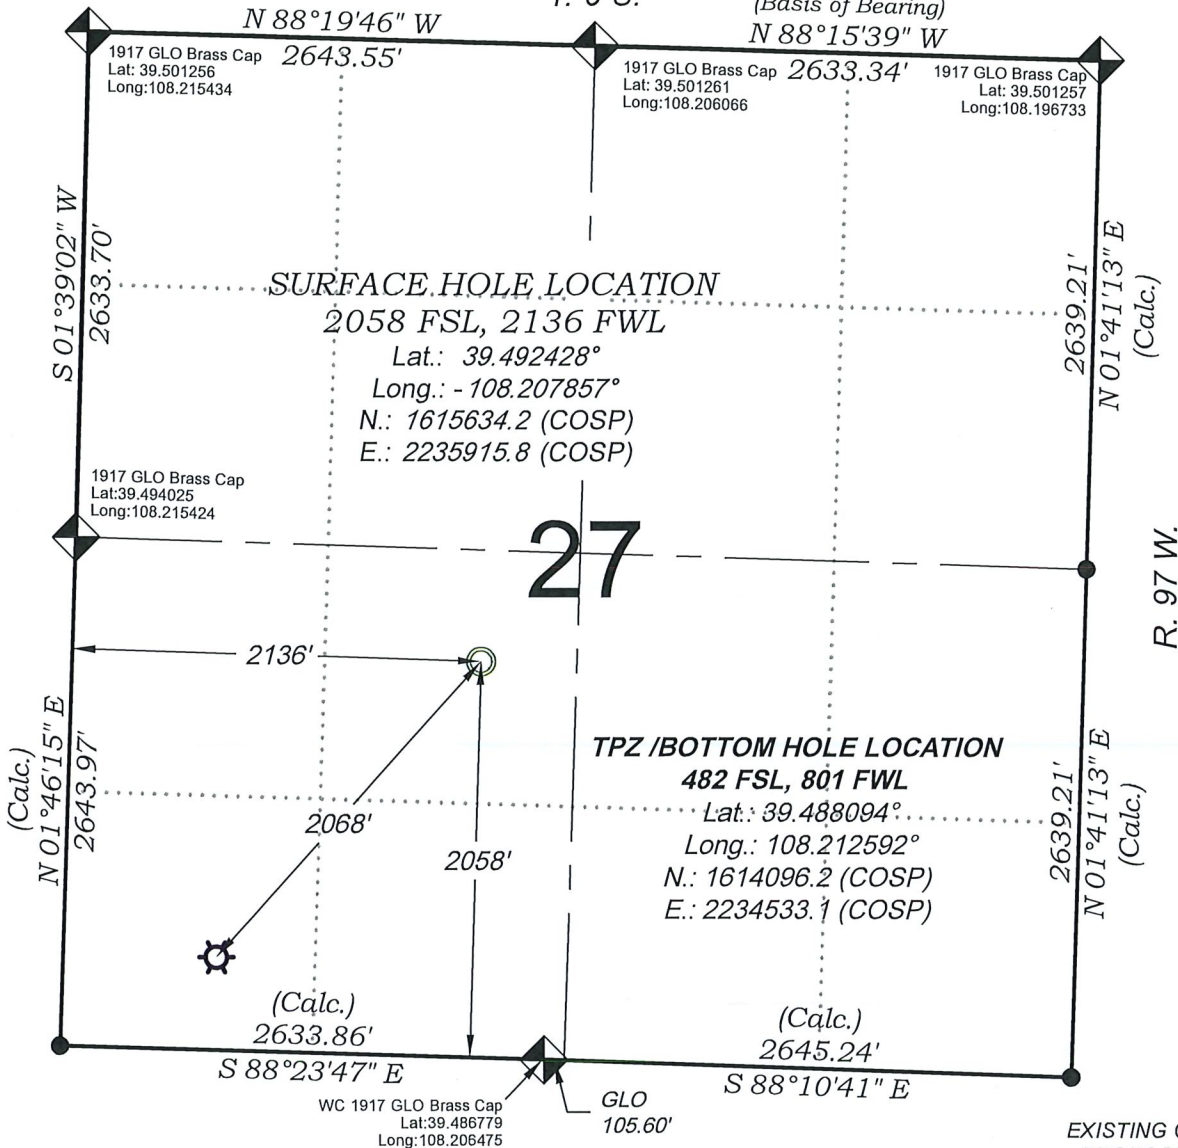 (Basis of Bearing)
N 88°19'46" W
2643.55'
N 88°15'39" W
2633.34'
1917 GLO Brass Cap
Lat: 39.501256
Long:108.215434
1917 GLO Brass Cap
Lat: 39.501261
Long:108.206066
1917 GLO Brass Cap
Lat: 39.501257
Long:108.196733
S 01°39'02" W
2633.70'
2639.21'
N 01°41'13" E
(Calc.)
SURFACE HOLE LOCATION
2058 FSL, 2136 FWL
Lat.: 39.492428°
Long.: - 108.207857°
N.: 1615634.2 (COSP)
E.: 2235915.8 (COSP)
1917 GLO Brass Cap
Lat:39.494025
Long:108.215424
27
R. 97 W.
2136'
2068'
2058'
(Calc.)
N 01°46'15" E
2643.97'
TPZ /BOTTOM HOLE LOCATION
482 FSL, 801 FWL
Lat.: 39.488094°
Long.: 108.212592°
N.: 1614096.2 (COSP)
E.: 2234533.1 (COSP)
2639.21'
N 01°41'13" E
(Calc.)
(Calc.)
2633.86'
S 88°23'47" E
(Calc.)
2645.24'
S 88°10'41" E
WC 1917 GLO Brass Cap
Lat:39.486779
Long:108.206475
GLO
105.60'
EXISTING